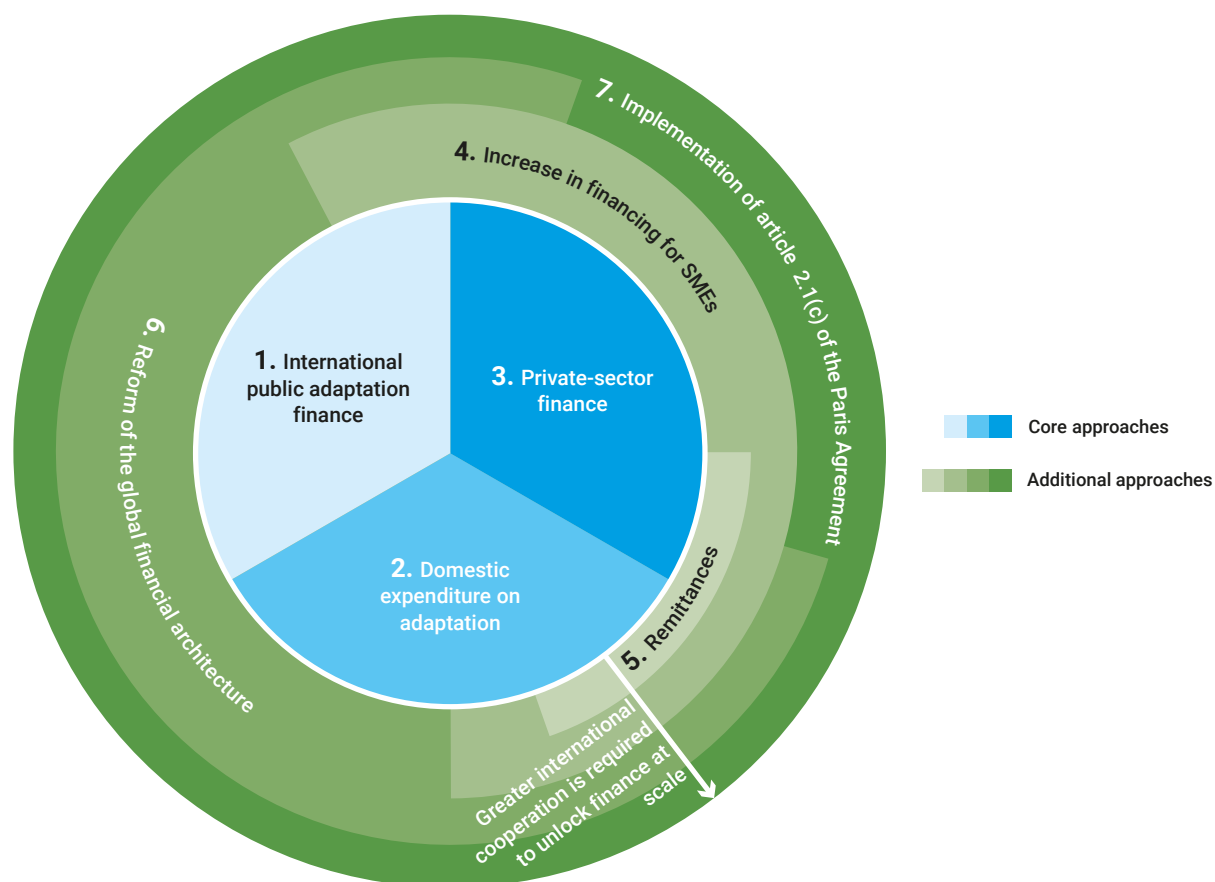 1. International
public adaptation
finance
2. Domestic
expenditure on
adaptation
3. Private-sector
finance
4. Increase in financing for SMEs
5. Remittances
6. Reform of the global financial architecture
7. Implementation of article 2.1(c) of the Paris Agreement
Greater international
cooperation is required
to unlock finance at
scale
Core approaches
Additional approaches